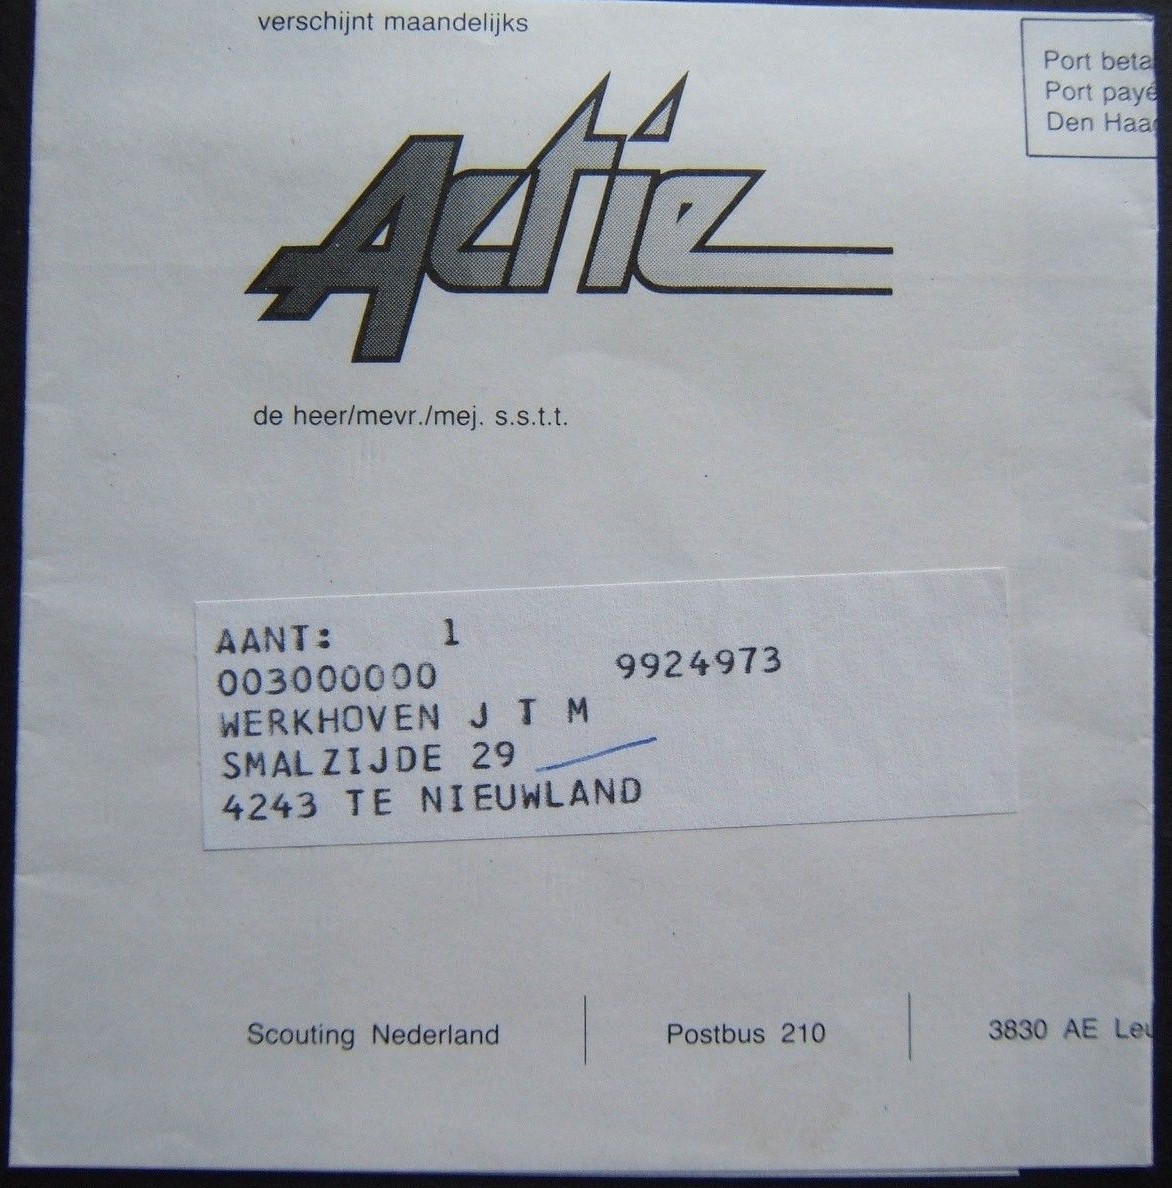 verschijnt maandelijks
Port beta
Port payé
Den Haa
Actie
de heer/mevr./mej. s.s.t.t.
AANT: 1
003000000 9924973
WERKHOVEN J T M
SMALZIJDE 29
4243 TE NIEUWLAND
Scouting Nederland Postbus 210 3830 AE Leu